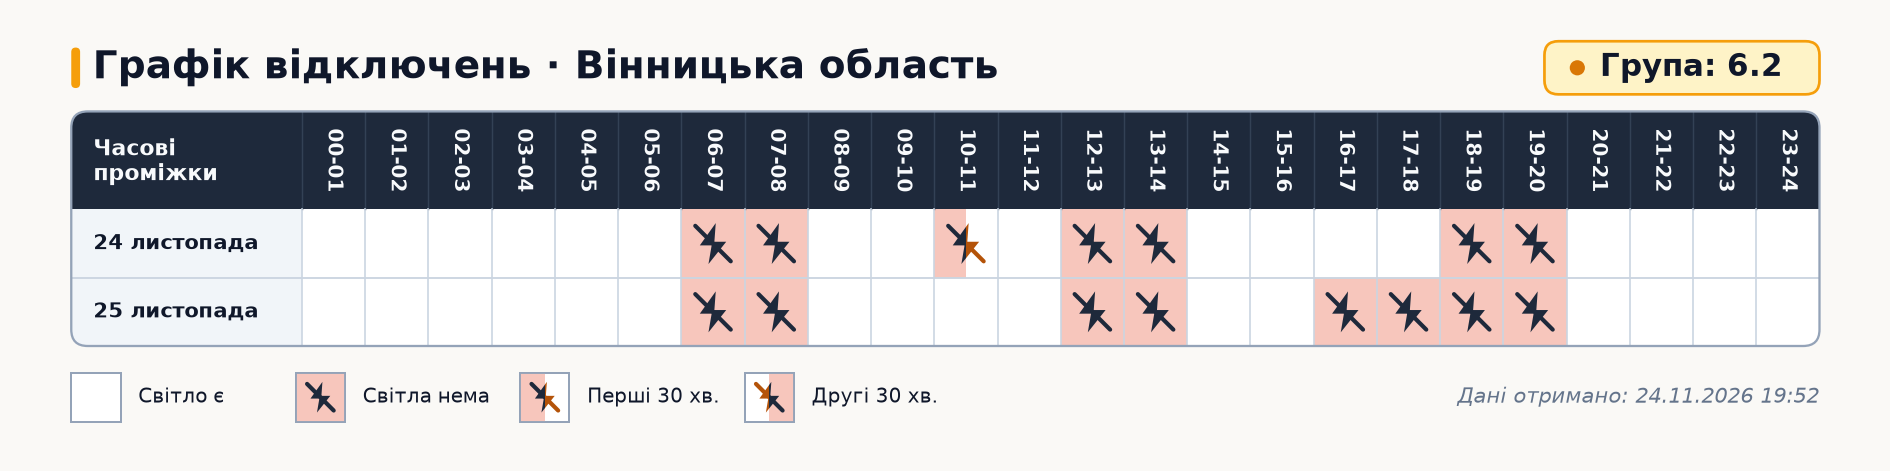 Графік відключень · Вінницька область
Група: 6.2
Часові
проміжки
00-01
01-02
02-03
03-04
04-05
05-06
06-07
07-08
08-09
09-10
10-11
11-12
12-13
13-14
14-15
15-16
16-17
17-18
18-19
19-20
20-21
21-22
22-23
23-24
24 листопада
25 листопада
Світло є
Світла нема
Перші 30 хв.
Другі 30 хв.
Дані отримано: 24.11.2026 19:52